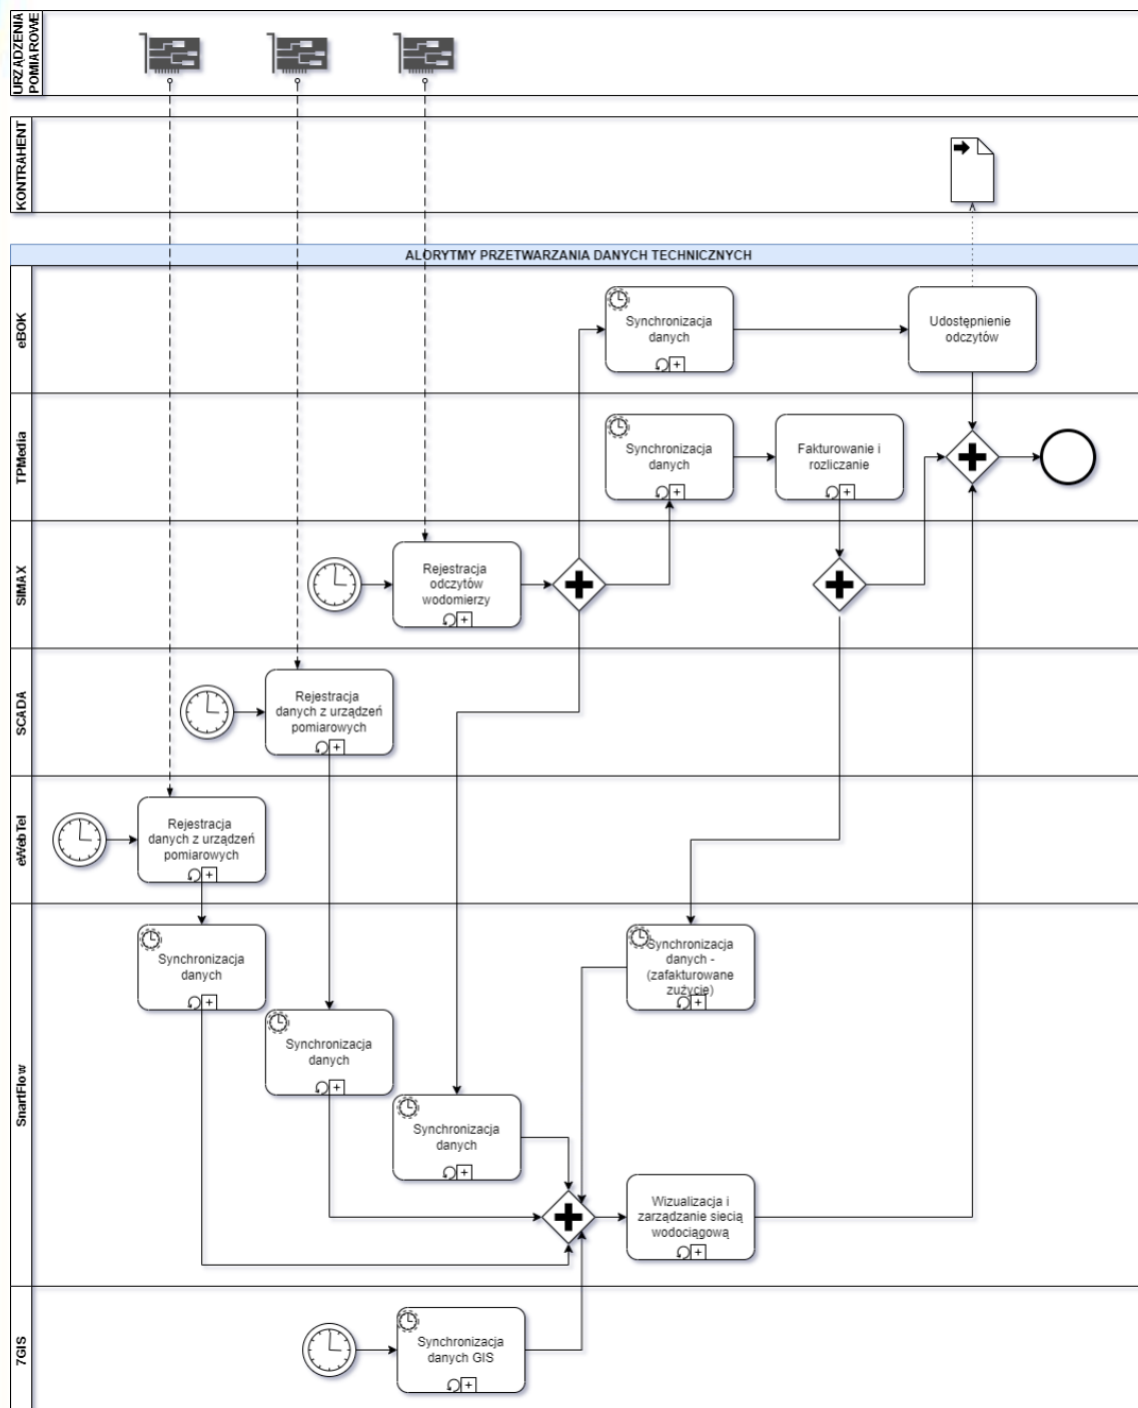 URZĄDZENIA
POMIAROWE
KONTRAHENT
ALORYTMY PRZETWARZANIA DANYCH TECHNICZNYCH
eBOK
Synchronizacja
danych
Udostępnienie
odczytów
TPMedia
Synchronizacja
danych
Fakturowanie i
rozliczanie
SIMAX
Rejestracja
odczytów
wodomierzy
SCADA
Rejestracja
danych z urządzeń
pomiarowych
eWebTel
Rejestracja
danych z urządzeń
pomiarowych
SnartFlow
Synchronizacja
danych
Synchronizacja
danych -
(zafakturowane
zużycie)
Synchronizacja
danych
Synchronizacja
danych
Wizualizacja i
zarządzanie siecią
wodociągową
7GIS
Synchronizacja
danych GIS